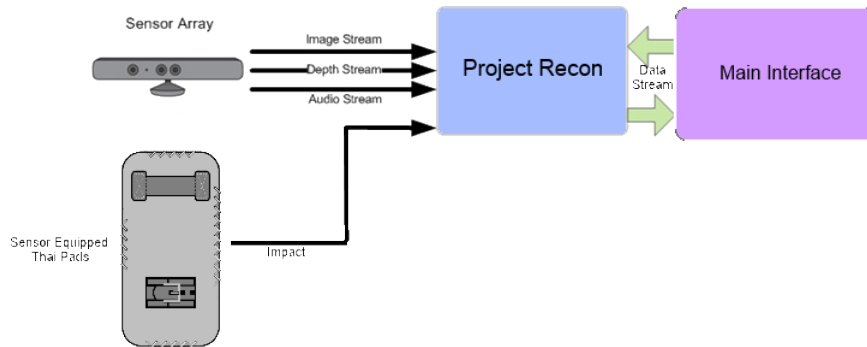 Sensor Array
Image Stream
Depth Stream
Audio Stream
Project Recon
Data
Stream
Main Interface
Sensor Equipped
Thai Pads
Impact